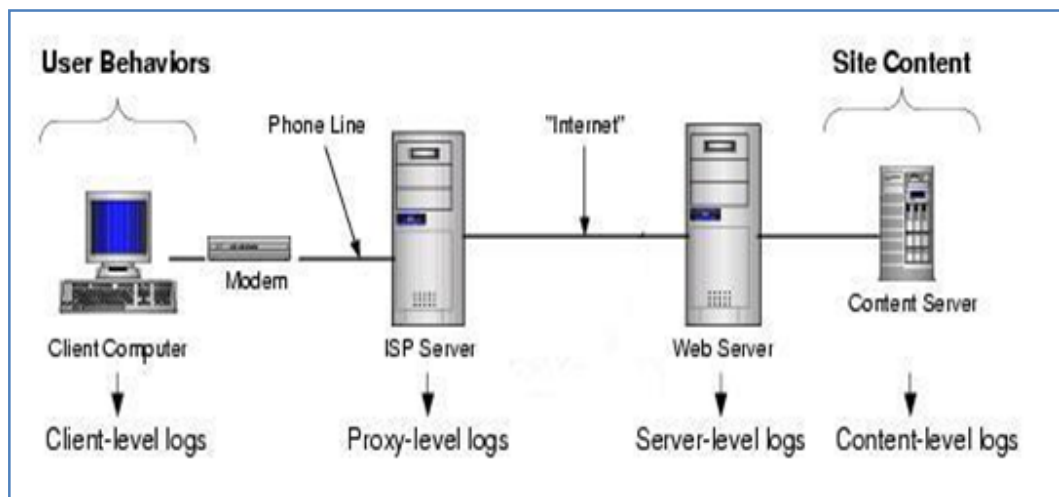 User Behaviors
Site Content
Phone Line
"Internet"
Modem
Content Server
Client Computer
ISP Server
Web Server
Client-level logs
Proxy-level logs
Server-level logs
Content-level logs